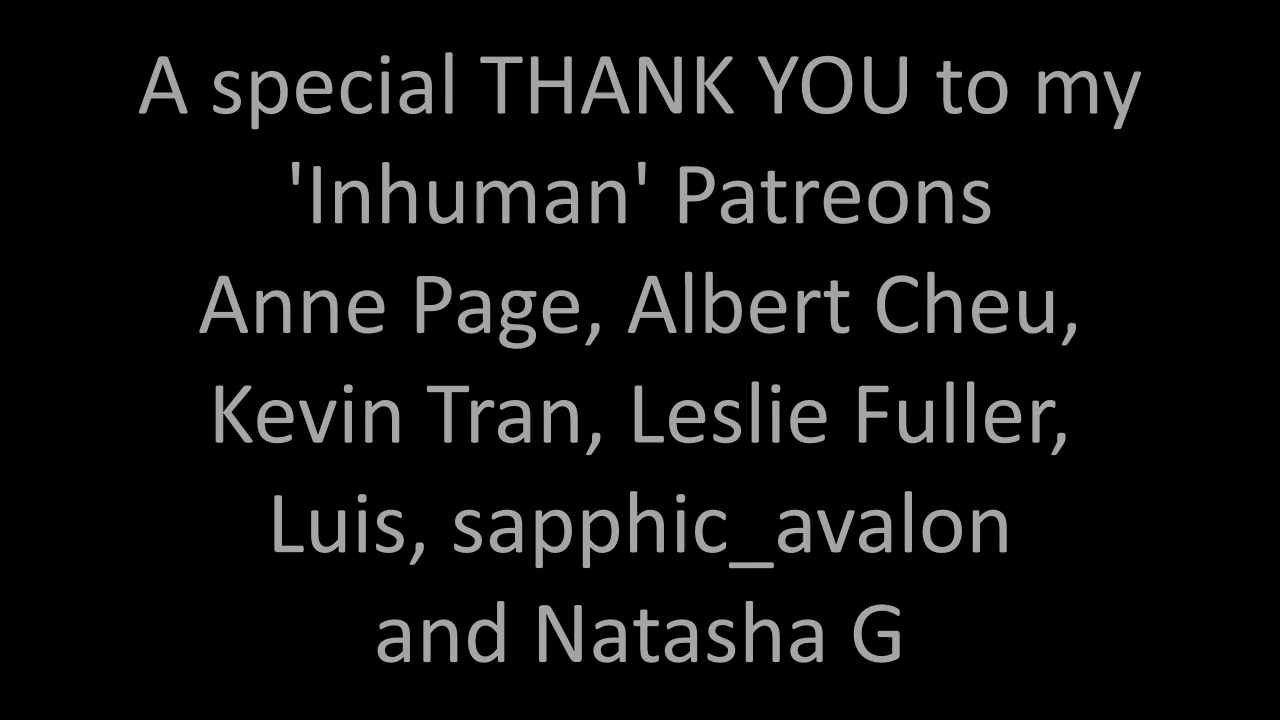 A special THANK YOU to my
'Inhuman' Patreons
Anne Page, Albert Cheu,
Kevin Tran, Leslie Fuller,
Luis, sapphic_avalon
and Natasha G